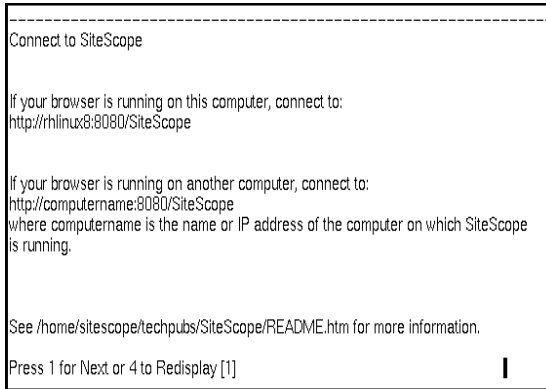 Connect to SiteScope
If your browser is running on this computer, connect to:
http://rhlinux8:8080/SiteScope
If your browser is running on another computer, connect to:
http://computername:8080/SiteScope
where computername is the name or IP address of the computer on which SiteScope
is running.
See /home/sitescope/techpubs/SiteScope/README.htm for more information.
Press 1 for Next or 4 to Redisplay [1]